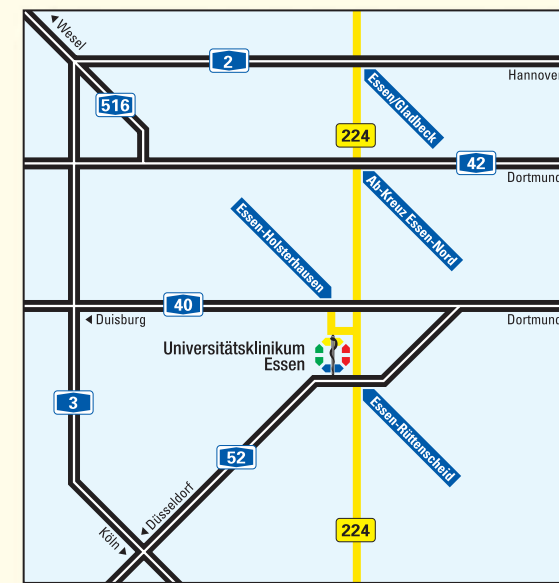 Wesel
2
Hannover
Essen/Gladbeck
516
224
42
Dortmund
Ab-Kreuz Essen-Nord
Essen-Holsterhausen
40
Duisburg
Dortmund
Universitätsklinikum
Essen
3
Essen-Rüttenscheid
52
Düsseldorf
224
Köln